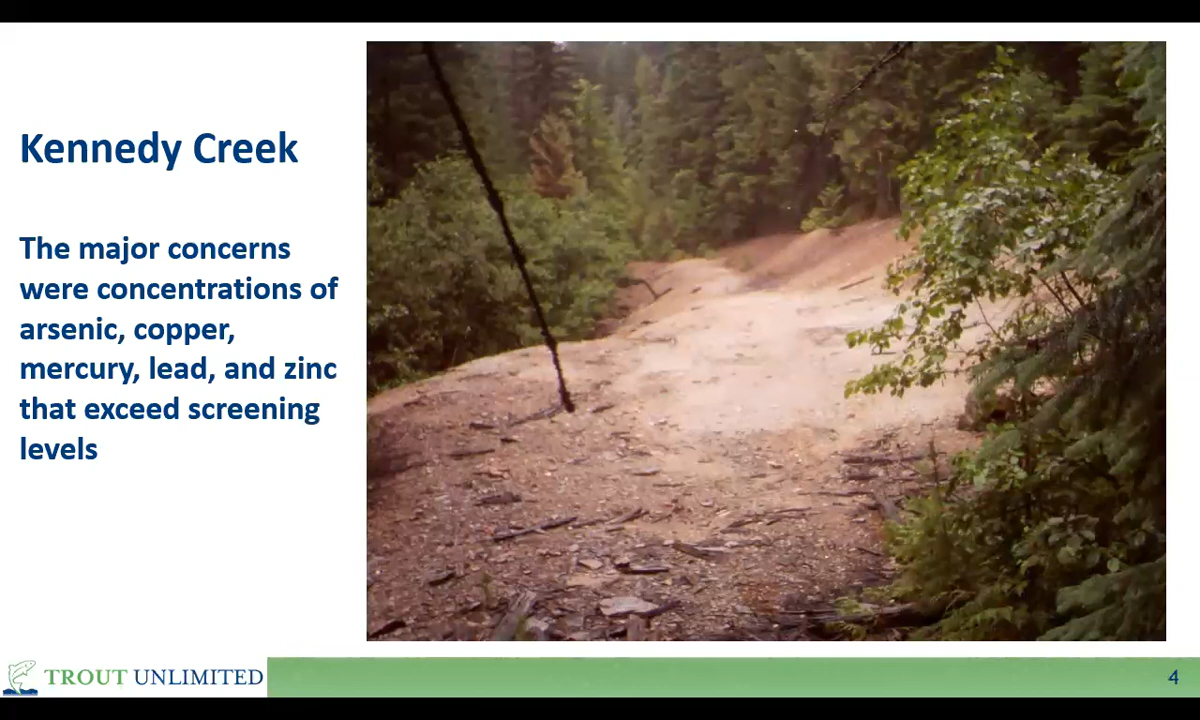 Kennedy Creek
The major concerns
were concentrations of
arsenic, copper,
mercury, lead, and zinc
that exceed screening
levels
TROUT UNLIMITED
4